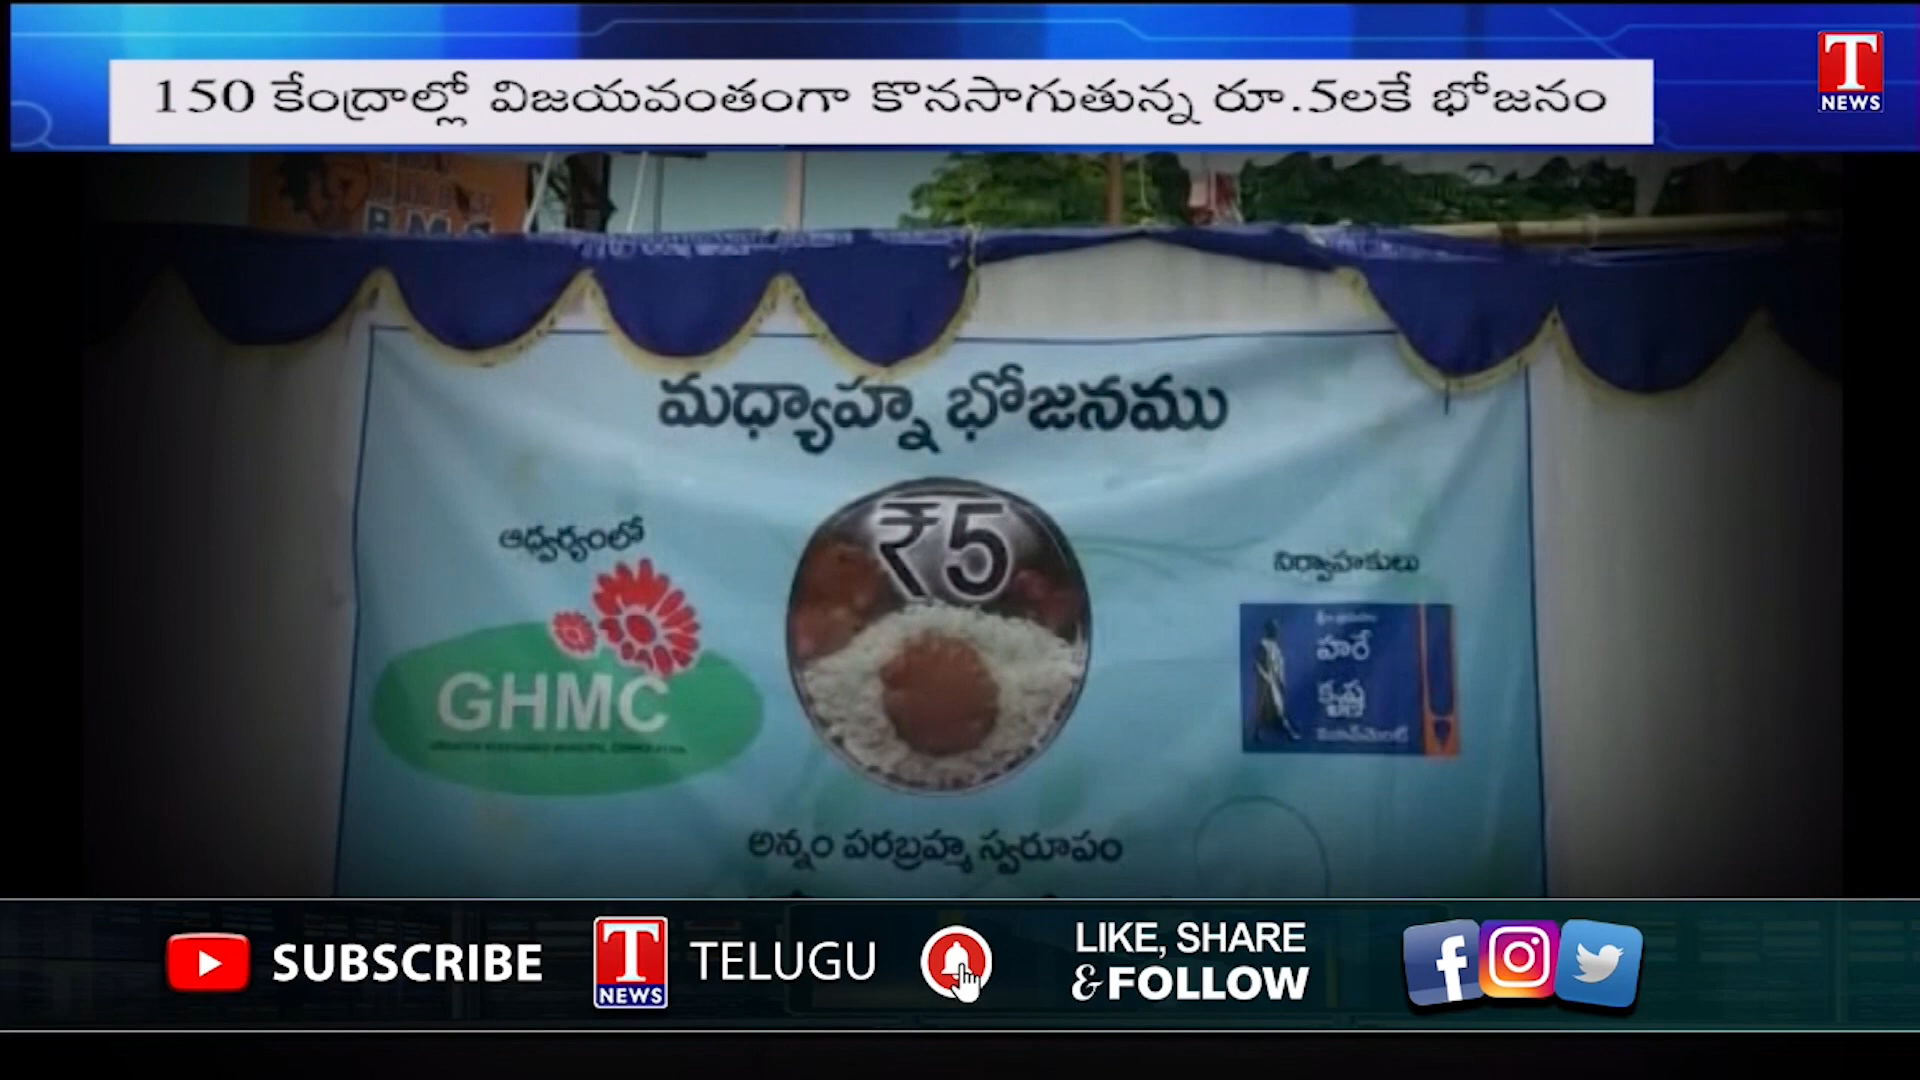 150 కేంద్రాల్లో విజయవంతంగా కొనసాగుతున్న రూ.5లకే భోజనం
T NEWS
B.M.S
మధ్యాహ్న భోజనము
₹5
ఆధ్వర్యంలో
నిర్వాహకులు
GHMC
హరే
కృష్ణ
మూవ్‌మెంట్
అన్నం పరబ్రహ్మ స్వరూపం
SUBSCRIBE
T NEWS
TELUGU
LIKE, SHARE
& FOLLOW